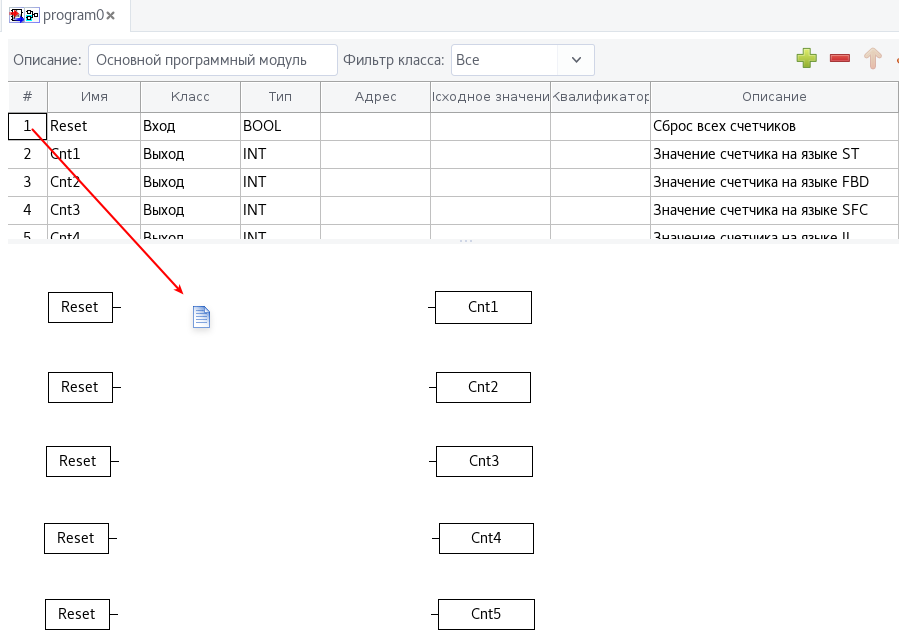 program0
Описание: Основной программный модуль Фильтр класса: Все
# Имя Класс Тип Адрес Исходное значени Квалификатор Описание
1 Reset Вход BOOL Сброс всех счетчиков
2 Cnt1 Выход INT Значение счетчика на языке ST
3 Cnt2 Выход INT Значение счетчика на языке FBD
4 Cnt3 Выход INT Значение счетчика на языке SFC
5 Cnt4 Выход INT Значение счетчика на языке IL
Reset Cnt1
Reset Cnt2
Reset Cnt3
Reset Cnt4
Reset Cnt5